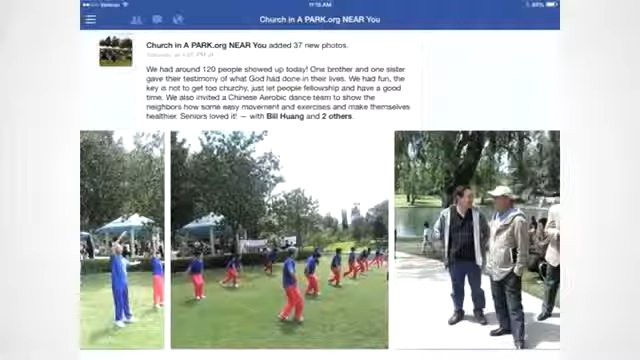 Verizon
11:15 AM
Church in A PARK.org NEAR You
Church in A PARK.org NEAR You added 37 new photos.
We had around 120 people showed up today! One brother and one sister
gave their testimony of what God had done in their lives. We had fun, the
key is not to get too churchy, just let people fellowship and have a good
time. We also invited a Chinese Aerobic dance team to show the
neighbors how some easy movement and exercises and make themselves
healthier. Seniors loved it! — with Bill Huang and 2 others.